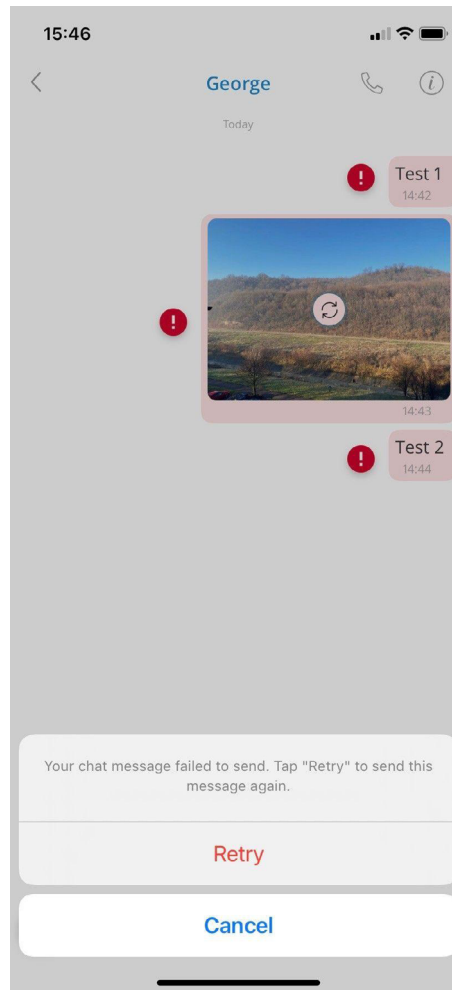 15:46
George
Today
Test 1
14:42
14:43
Test 2
14:44
Your chat message failed to send. Tap "Retry" to send this
message again.
Retry
Cancel